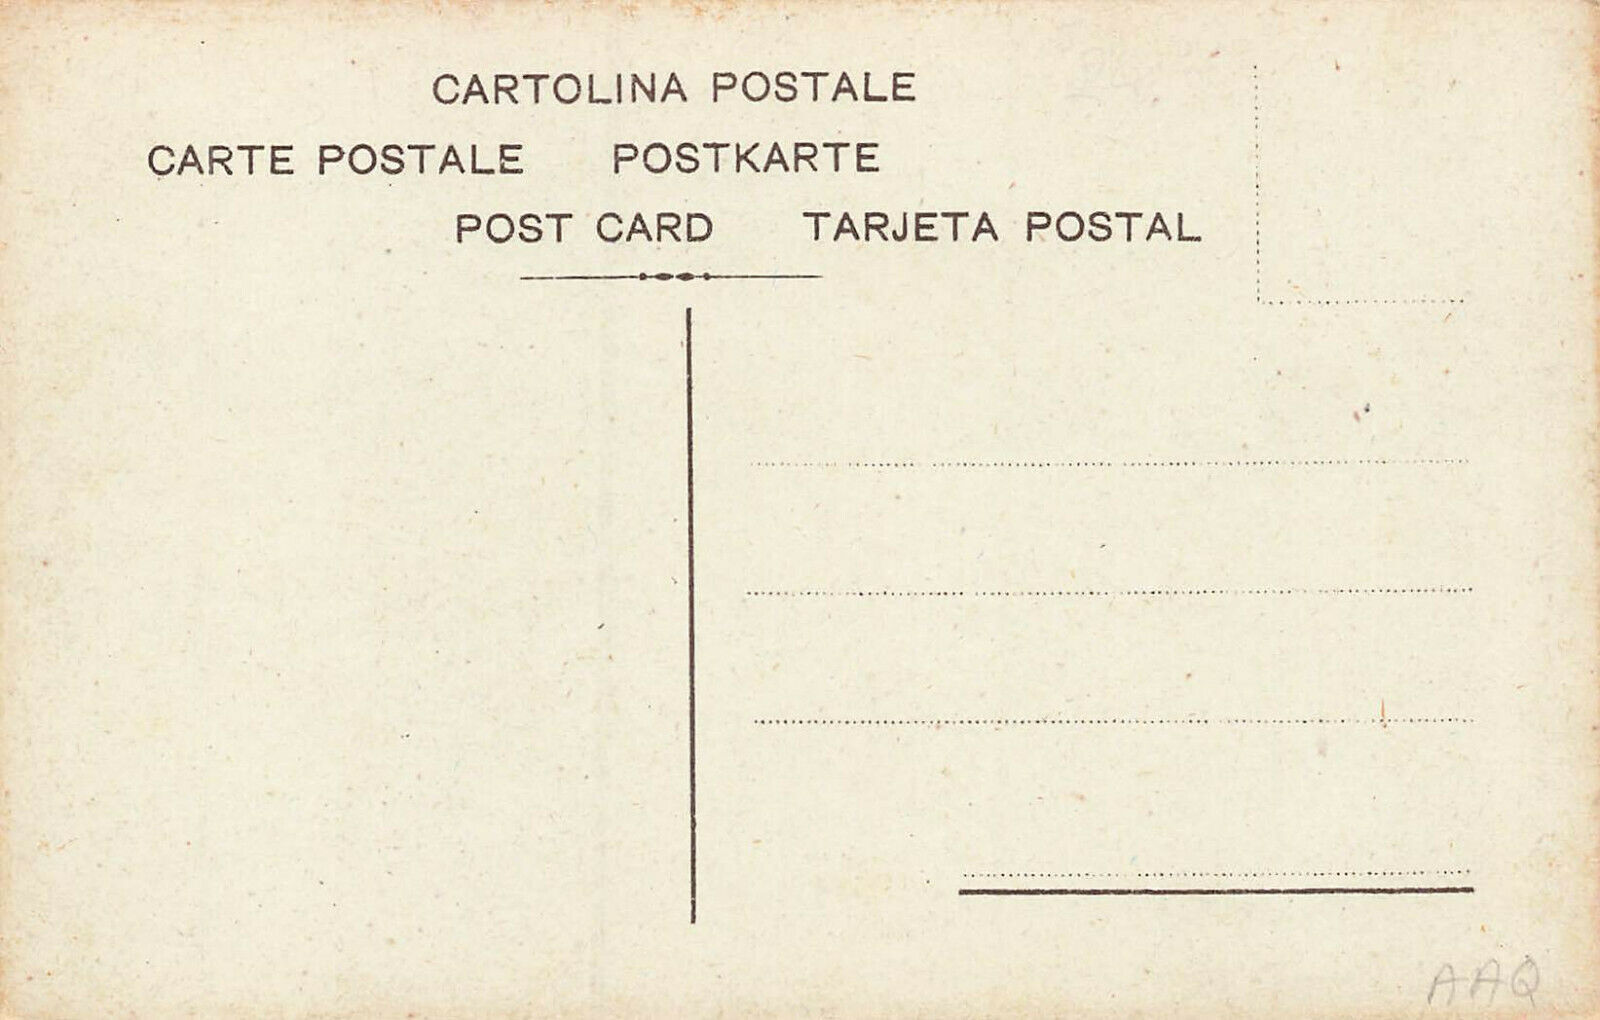 CARTOLINA POSTALE
CARTE POSTALE POSTKARTE
POST CARD TARJETA POSTAL
AAQ